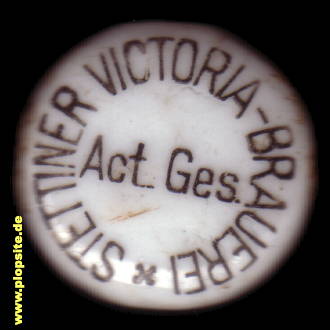 STETTINER VICTORIA-BRAUEREI ×
Act. Ges.
www.plopsite.de